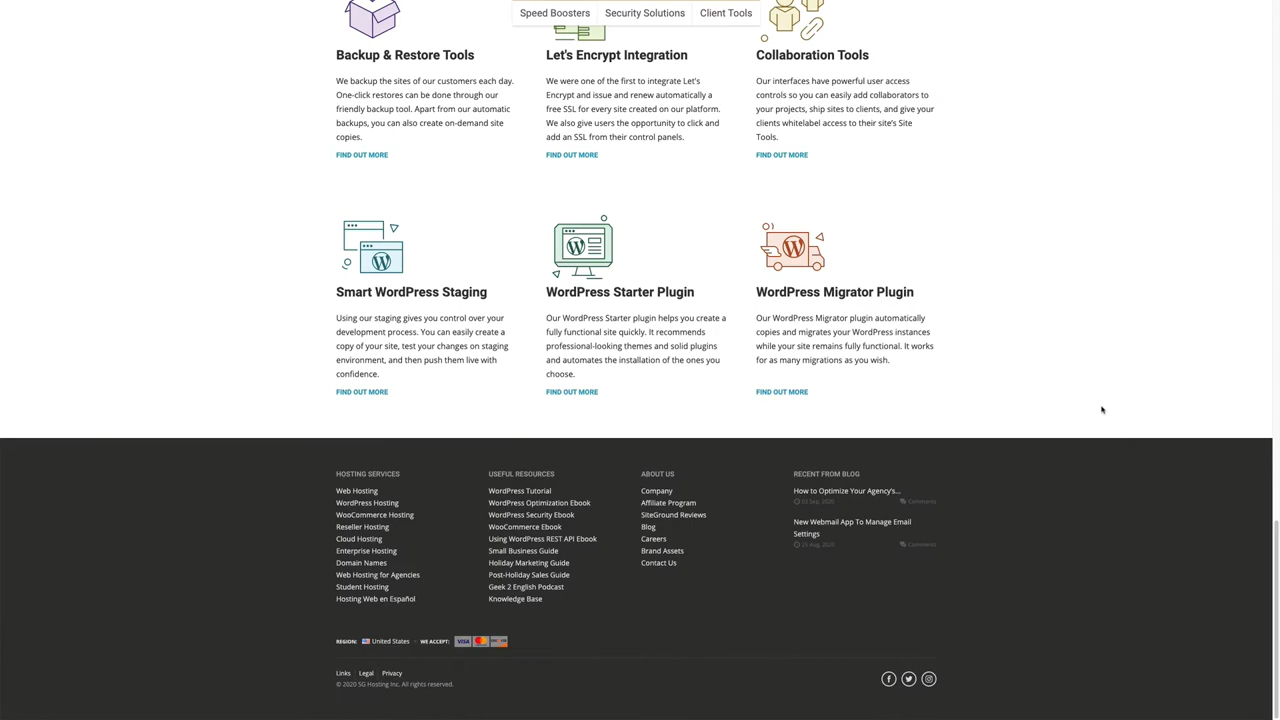 Speed Boosters
Security Solutions
Client Tools
Backup & Restore Tools
We backup the sites of our customers each day.
One-click restores can be done through our
friendly backup tool. Apart from our automatic
backups, you can also create on-demand site
copies.
FIND OUT MORE
Let's Encrypt Integration
We were one of the first to integrate Let's
Encrypt and issue and renew automatically a
free SSL for every site created on our platform.
We also give users the opportunity to click and
add an SSL from their control panels.
FIND OUT MORE
Collaboration Tools
Our interfaces have powerful user access
controls so you can easily add collaborators to
your projects, ship sites to clients, and give your
clients whitelabel access to their site's Site
Tools.
FIND OUT MORE
Smart WordPress Staging
Using our staging gives you control over your
development process. You can easily create a
copy of your site, test your changes on staging
environment, and then push them live with
confidence.
FIND OUT MORE
WordPress Starter Plugin
Our WordPress Starter plugin helps you create a
fully functional site quickly. It recommends
professional-looking themes and solid plugins
and automates the installation of the ones you
choose.
FIND OUT MORE
WordPress Migrator Plugin
Our WordPress Migrator plugin automatically
copies and migrates your WordPress instances
while your site remains fully functional. It works
for as many migrations as you wish.
FIND OUT MORE
HOSTING SERVICES
Web Hosting
WordPress Hosting
WooCommerce Hosting
Reseller Hosting
Cloud Hosting
Enterprise Hosting
Domain Names
Web Hosting for Agencies
Student Hosting
Hosting Web en Español
USEFUL RESOURCES
WordPress Tutorial
WordPress Optimization Ebook
WordPress Security Ebook
WooCommerce Ebook
Using WordPress REST API Ebook
Small Business Guide
Holiday Marketing Guide
Post-Holiday Sales Guide
Geek 2 English Podcast
Knowledge Base
ABOUT US
Company
Affiliate Program
SiteGround Reviews
Blog
Careers
Brand Assets
Contact Us
RECENT FROM BLOG
How to Optimize Your Agency's...
03 Sep, 2020 Comments
New Webmail App To Manage Email
Settings
25 Aug, 2020 Comments
REGION: United States - WE ACCEPT: VISA
Links | Legal | Privacy
© 2020 SG Hosting Inc. All rights reserved.